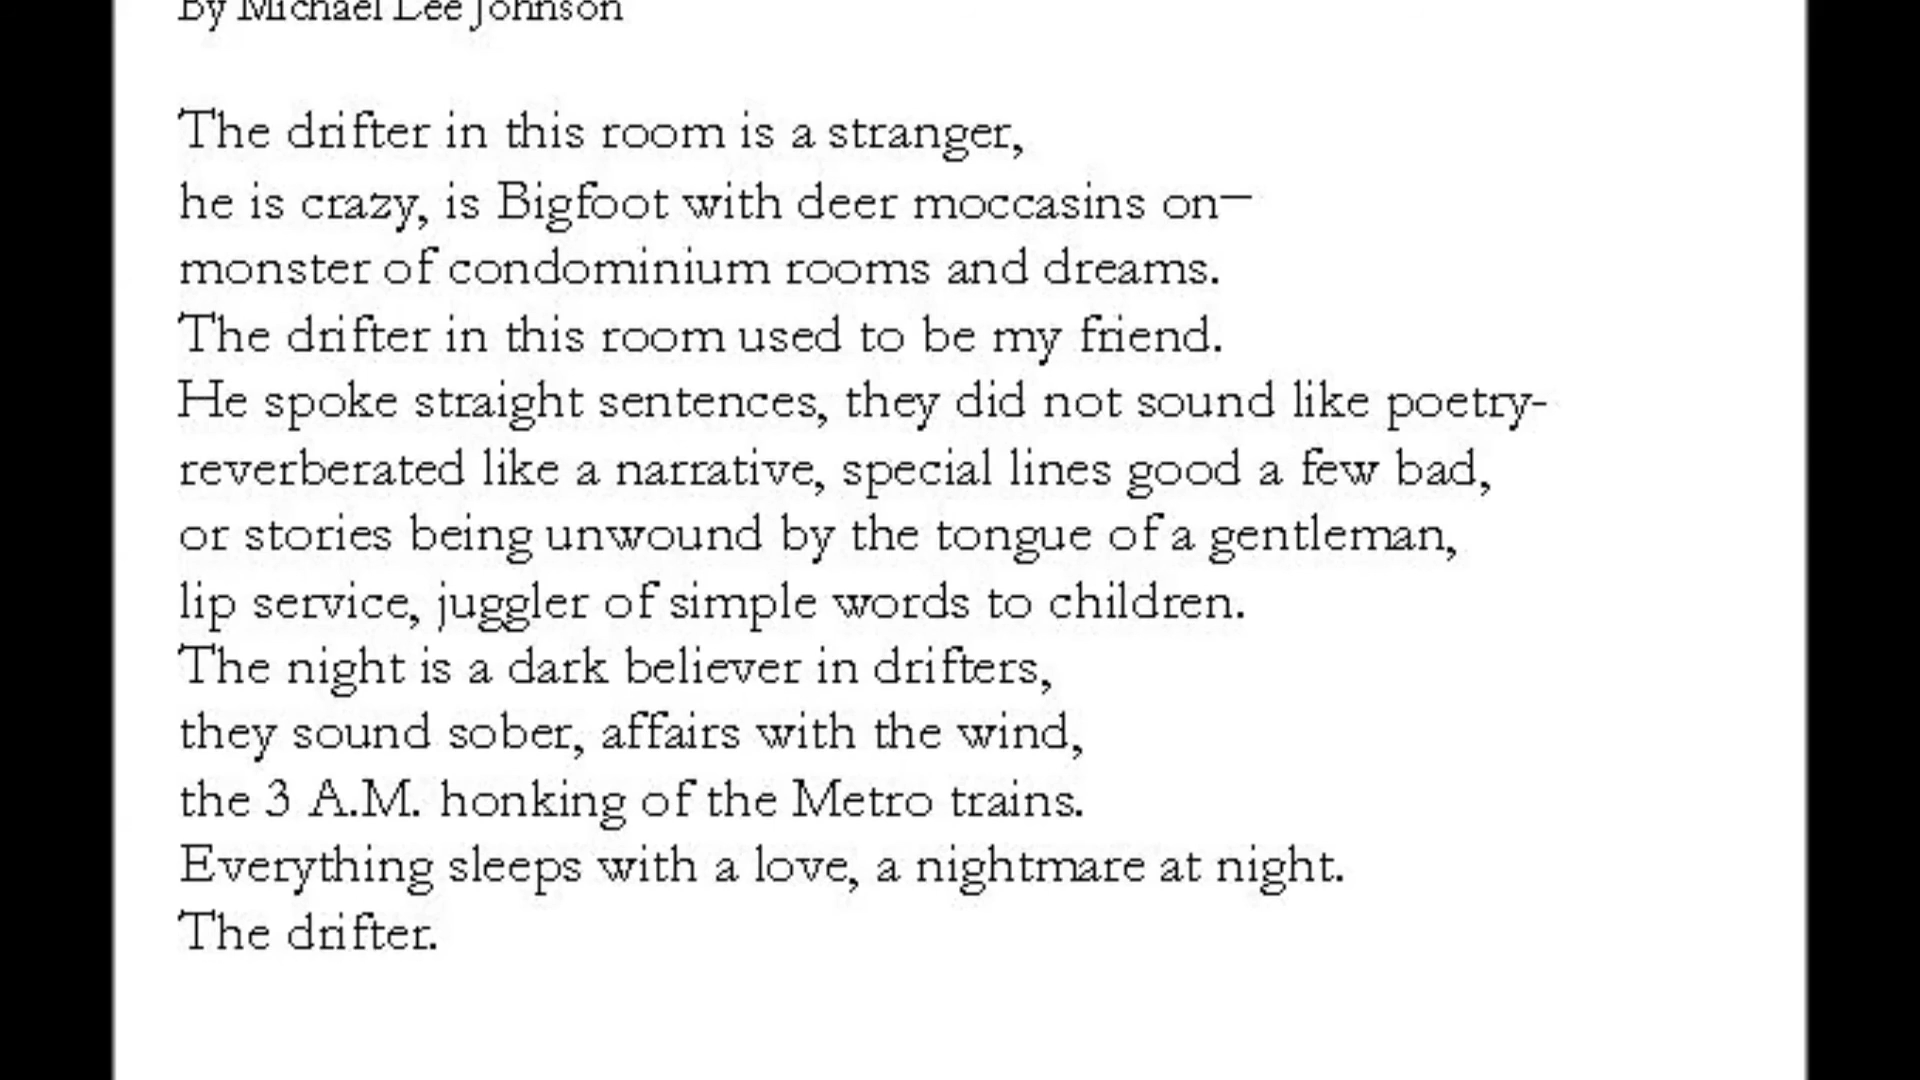 By Michael Lee Johnson
The drifter in this room is a stranger,
he is crazy, is Bigfoot with deer moccasins on—
monster of condominium rooms and dreams.
The drifter in this room used to be my friend.
He spoke straight sentences, they did not sound like poetry-
reverberated like a narrative, special lines good a few bad,
or stories being unwound by the tongue of a gentleman,
lip service, juggler of simple words to children.
The night is a dark believer in drifters,
they sound sober, affairs with the wind,
the 3 A.M. honking of the Metro trains.
Everything sleeps with a love, a nightmare at night.
The drifter.